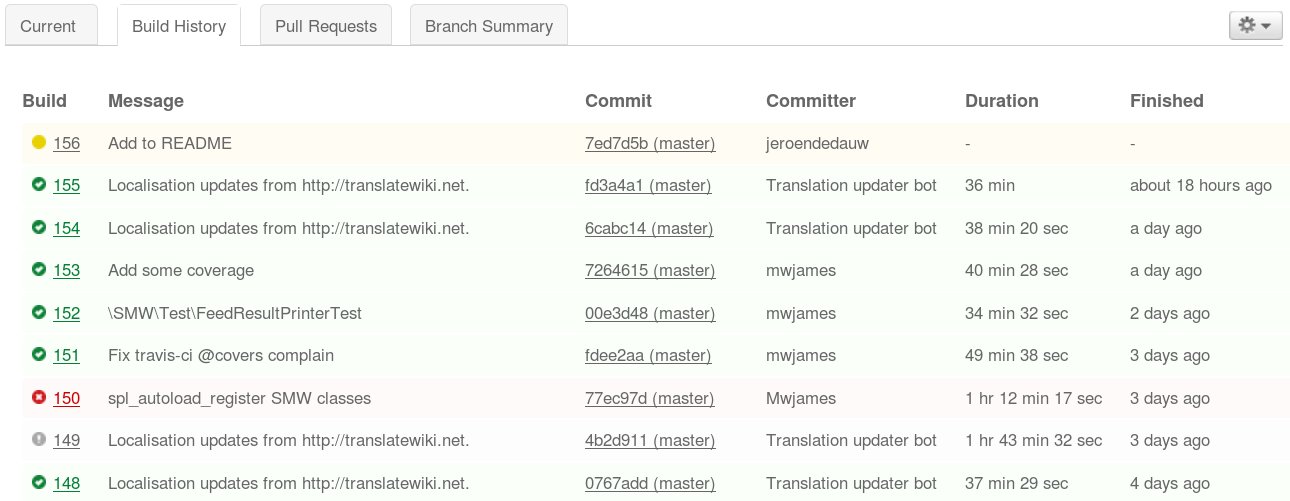 Current Build History Pull Requests Branch Summary
Build Message Commit Committer Duration Finished
156 Add to README 7ed7d5b (master) jeroendedauw - -
155 Localisation updates from http://translatewiki.net. fd3a4a1 (master) Translation updater bot 36 min about 18 hours ago
154 Localisation updates from http://translatewiki.net. 6cabc14 (master) Translation updater bot 38 min 20 sec a day ago
153 Add some coverage 7264615 (master) mwjames 40 min 28 sec a day ago
152 \SMW\Test\FeedResultPrinterTest 00e3d48 (master) mwjames 34 min 32 sec 2 days ago
151 Fix travis-ci @covers complain fdee2aa (master) mwjames 49 min 38 sec 3 days ago
150 spl_autoload_register SMW classes 77ec97d (master) Mwjames 1 hr 12 min 17 sec 3 days ago
149 Localisation updates from http://translatewiki.net. 4b2d911 (master) Translation updater bot 1 hr 43 min 32 sec 3 days ago
148 Localisation updates from http://translatewiki.net. 0767add (master) Translation updater bot 37 min 29 sec 4 days ago